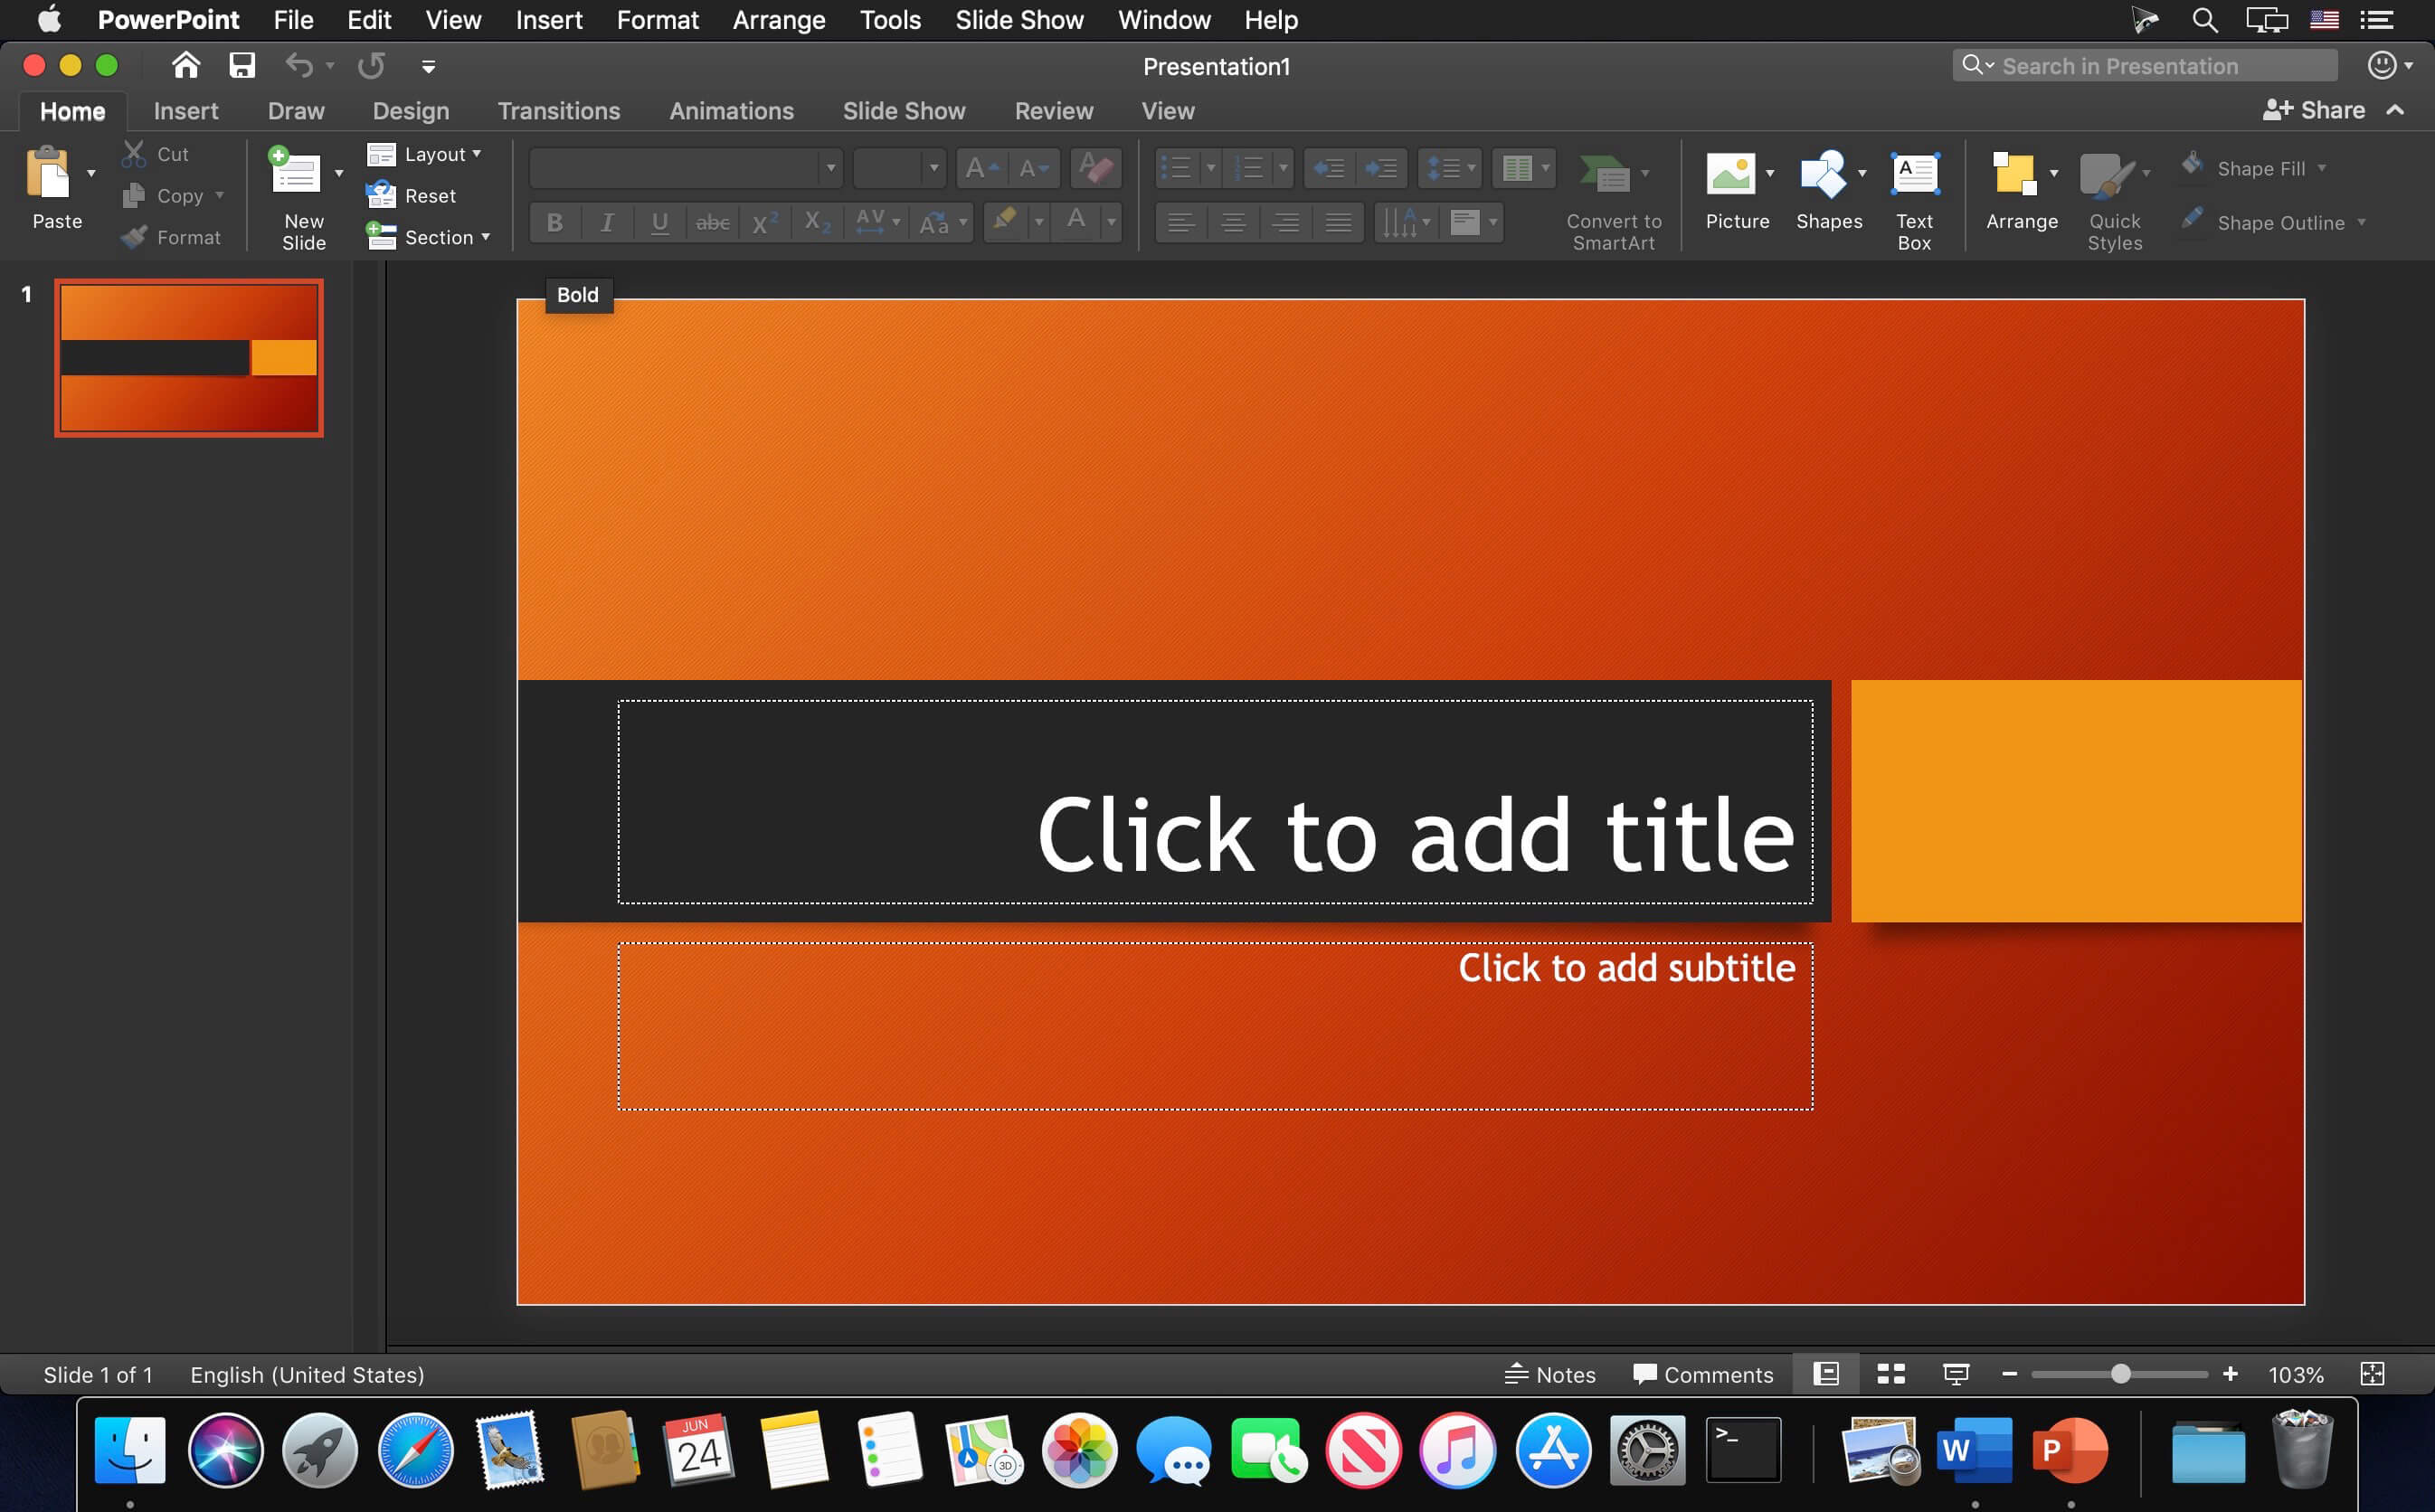 PowerPoint File Edit View Insert Format Arrange Tools Slide Show Window Help
Presentation1
Search in Presentation
Home Insert Draw Design Transitions Animations Slide Show Review View
Share
Paste
Cut
Copy
Format
New Slide
Layout
Reset
Section
A A A
B I U abc X² X₂ AV Aa A
Convert to SmartArt
Picture
Shapes
A
Text Box
Arrange
Quick Styles
Shape Fill
Shape Outline
1
Bold
Click to add title
Click to add subtitle
Slide 1 of 1 English (United States)
Notes Comments 103%
JUN
24
3D
>_
W
P